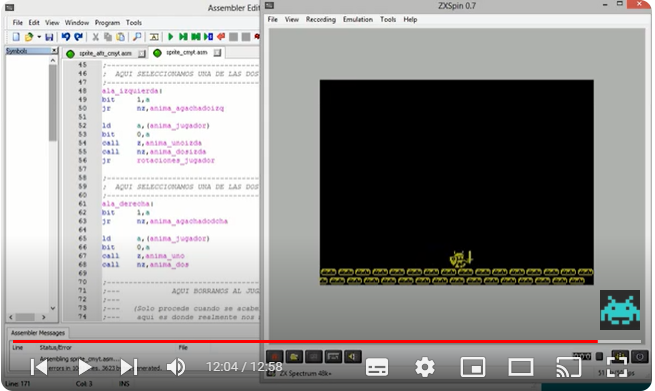 Assembler Edit
ZXSpin 0.7
File Edit View Window Program Tools
File View Recording Emulation Tools Help
Symbols
sprite_afr_cnyt.asm
sprite_cnyt.asm
45 ;
46 ; AQUI SELECCIONAMOS UNA DE LAS DOS
47 ;
48 ala_izquierda:
49 bit 1,a
50 jr nz,anima_agachadoizq
51
52 ld a,(anima_jugador)
53 bit 0,a
54 call z,anima_unoizda
55 call nz,anima_dosizda
56 jr rotaciones_jugador
57
58 ;
59 ; AQUI SELECCIONAMOS UNA DE LAS DOS
60 ;
61 ala_derecha:
62 bit 1,a
63 jr nz,anima_agachadodcha
64
65 ld a,(anima_jugador)
66 bit 0,a
67 call z,anima_uno
68 call nz,anima_dos
69
70 ;
71 ;--- AQUI BORRAMOS AL JUG
72 ;---
73 ;--- (Solo procede cuando se acabe
74 ;--- aqui es donde realmente nos
Assembler Messages
Line Status/Error File
Assembling sprite_cnyt.asm...
12:04 / 12:58
ZX Spectrum 48k
Line: 171 Col: 3 INS